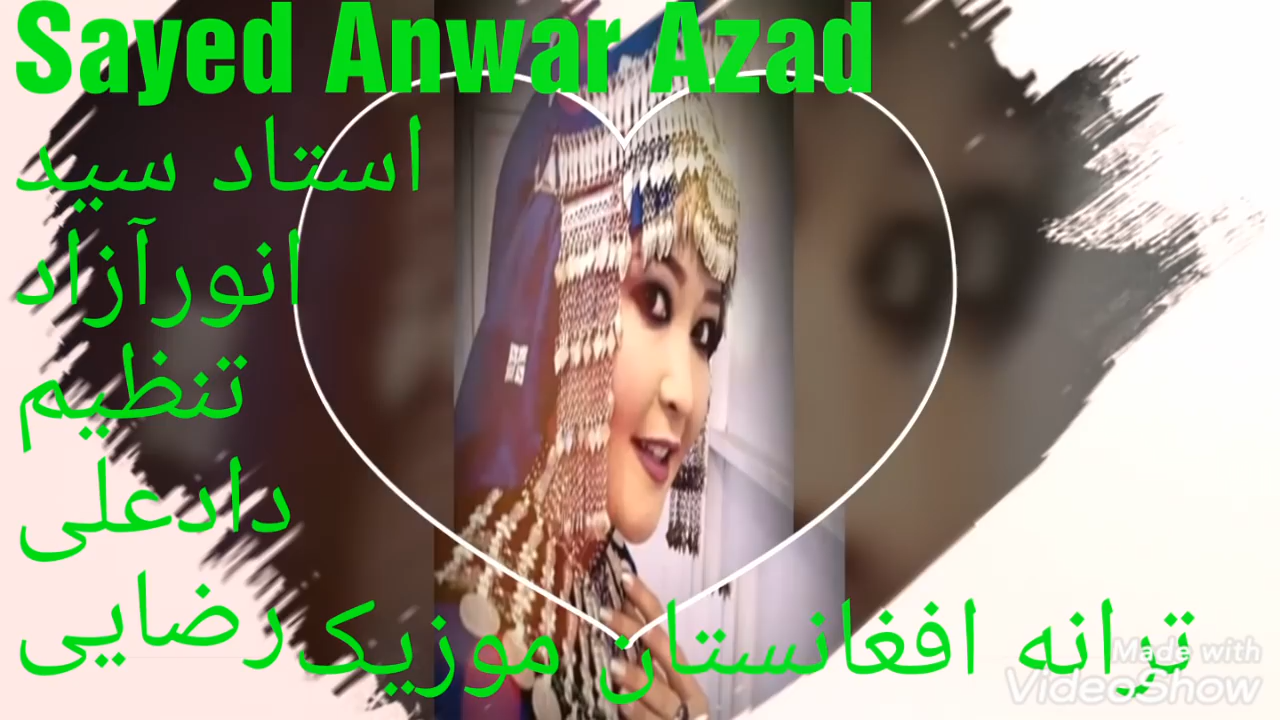 Sayed Anwar Azad
استاد سید
انورآزاد
تنظیم
دادعلی
رضایی
ترانه افغانستان موزیک
Made with
VideoShow